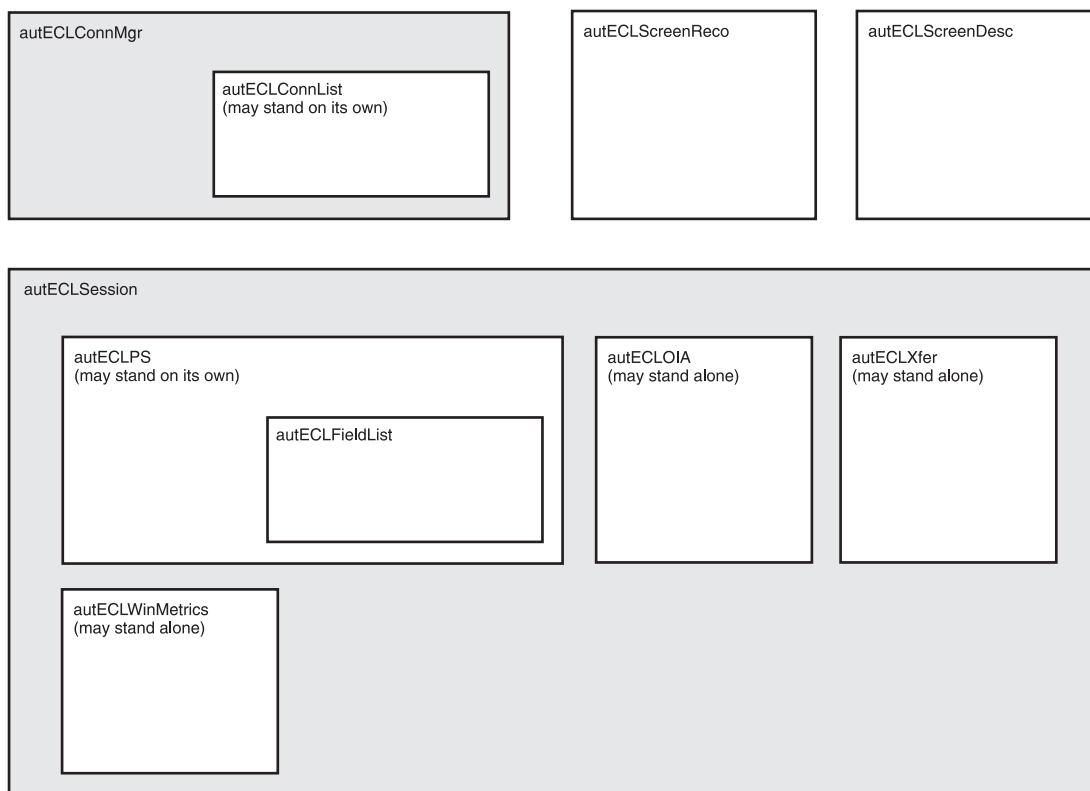 autECLConnMgr
autECLConnList
(may stand on its own)
autECLScreenReco
autECLScreenDesc
autECLSession
autECLPS
(may stand on its own)
autECLFieldList
autECLOIA
(may stand alone)
autECLXfer
(may stand alone)
autECLWinMetrics
(may stand alone)